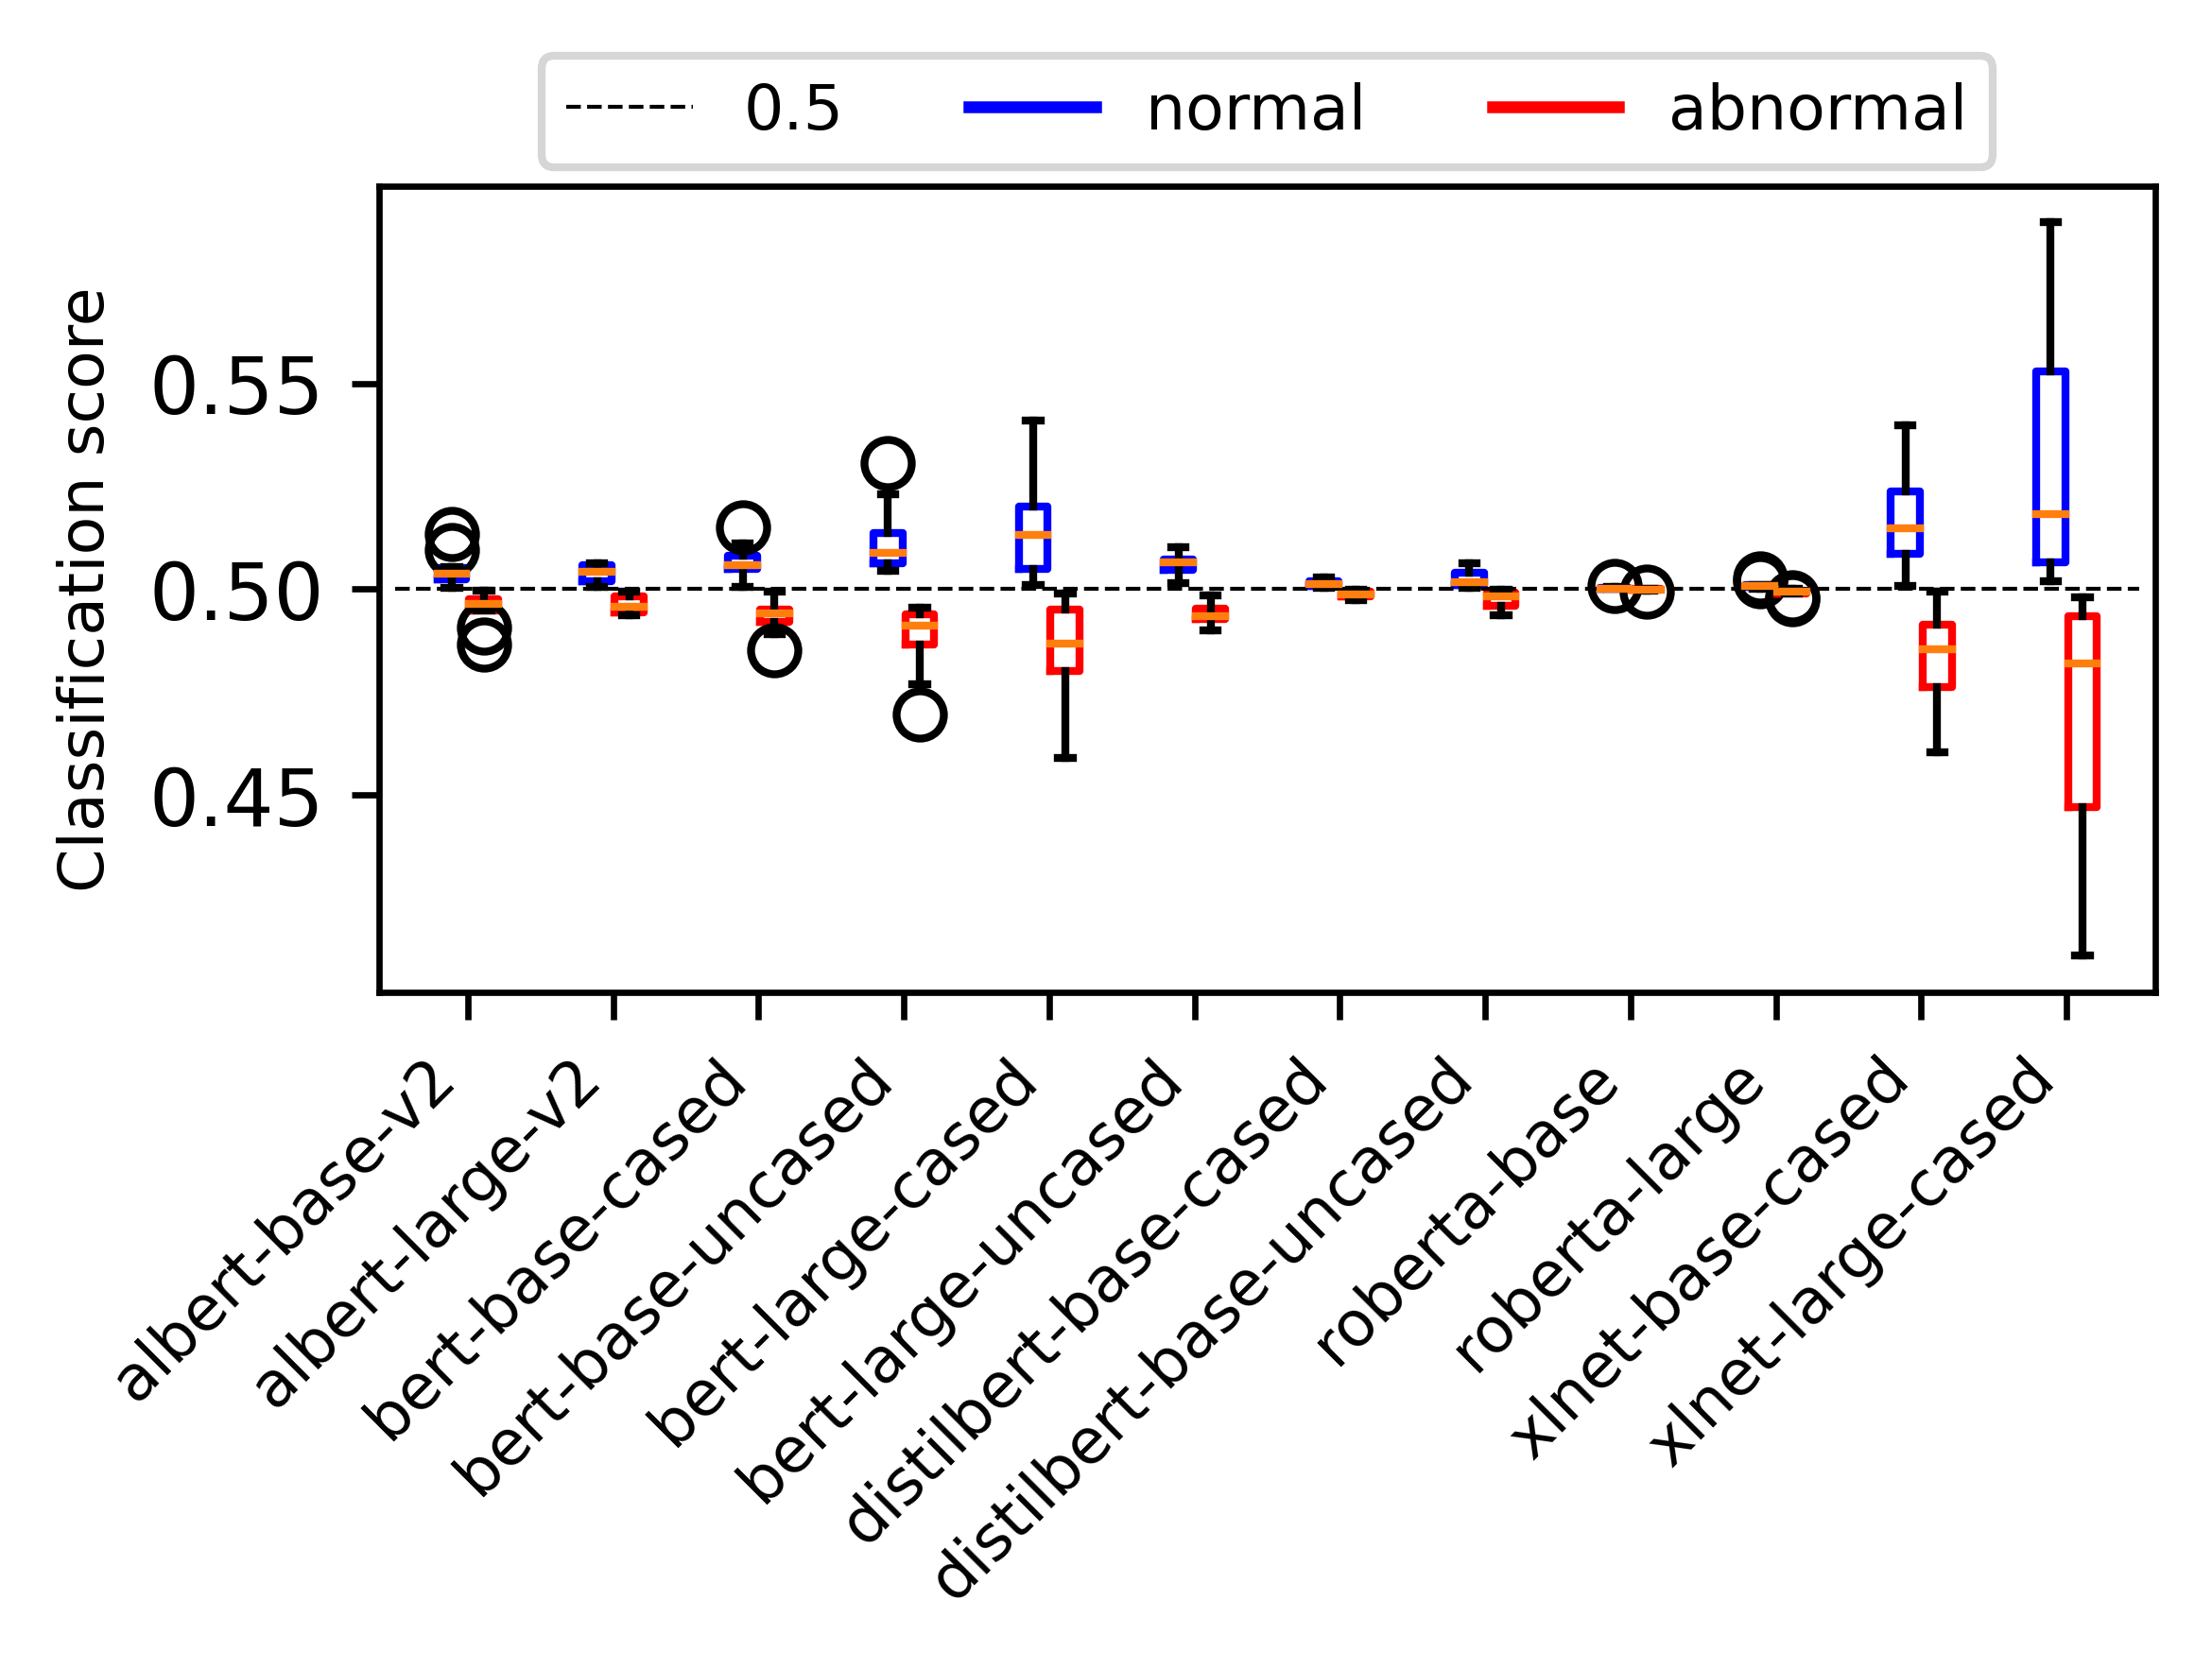 0.5 normal abnormal
Classification score
0.55
0.50
0.45
albert-base-v2
albert-large-v2
bert-base-cased
bert-base-uncased
bert-large-cased
bert-large-uncased
distilbert-base-cased
distilbert-base-uncased
roberta-base
roberta-large
xlnet-base-cased
xlnet-large-cased